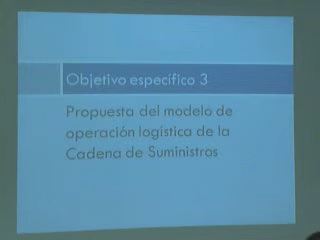 Objetivo específico 3
Propuesta del modelo de
operación logística de la
Cadena de Suministros